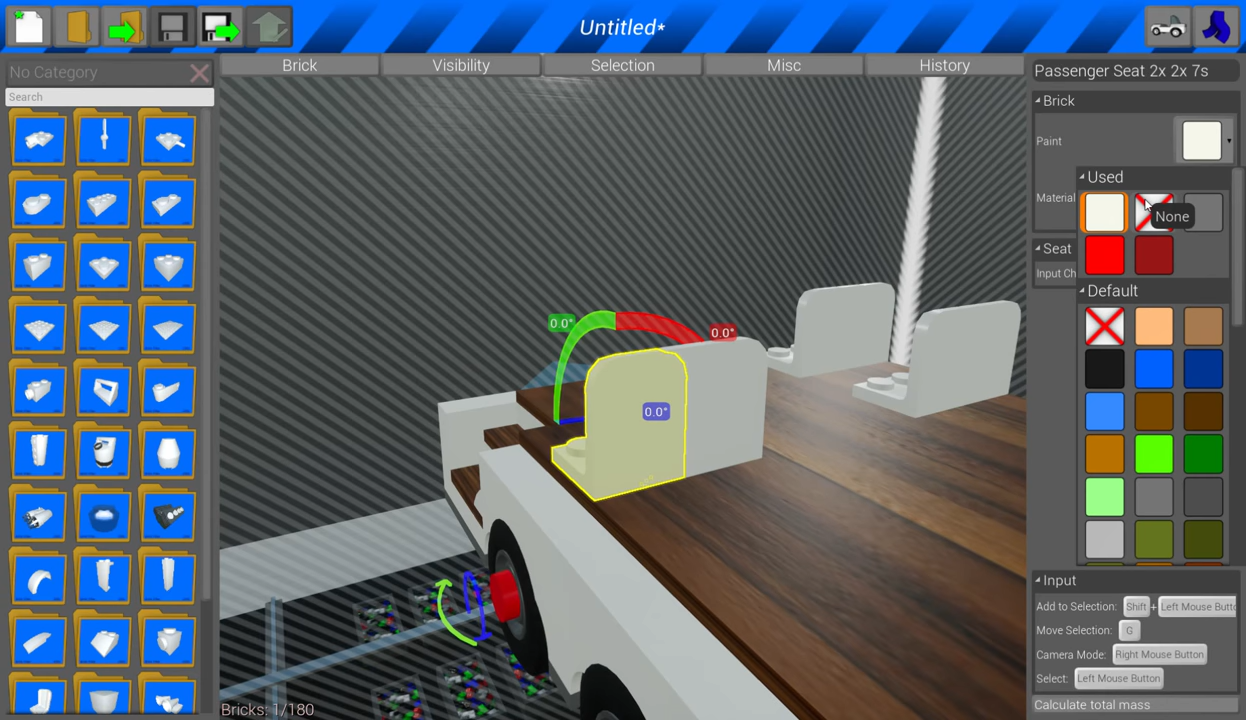 Untitled*
No Category
Search
Brick
Visibility
Selection
Misc
History
Passenger Seat 2x 2x 7s
Brick
Paint
Used
Material
None
Seat
Input Ch
Default
0.0°
0.0°
0.0°
Input
Add to Selection: Shift + Left Mouse Butto
Move Selection: G
Camera Mode: Right Mouse Button
Select: Left Mouse Button
Calculate total mass
Bricks: 1/180